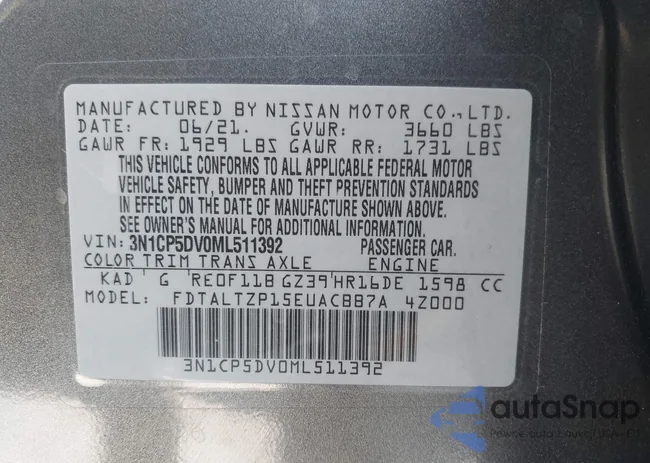 MANUFACTURED BY NISSAN MOTOR CO., LTD.
DATE: 06/21. GVWR: 3660 LBS
GAWR FR: 1929 LBS GAWR RR: 1731 LBS
THIS VEHICLE CONFORMS TO ALL APPLICABLE FEDERAL MOTOR
VEHICLE SAFETY, BUMPER AND THEFT PREVENTION STANDARDS
IN EFFECT ON THE DATE OF MANUFACTURE SHOWN ABOVE.
SEE OWNER'S MANUAL FOR ADDITIONAL INFORMATION.
VIN: 3N1CP5DV0ML511392 PASSENGER CAR.
COLOR TRIM TRANS AXLE ENGINE
KAD G RE0F11B GZ39 HR16DE 1598 CC
MODEL: FDTALTZP15EUACBB7A 4Z000
3N1CP5DV0ML511392
autaSnap